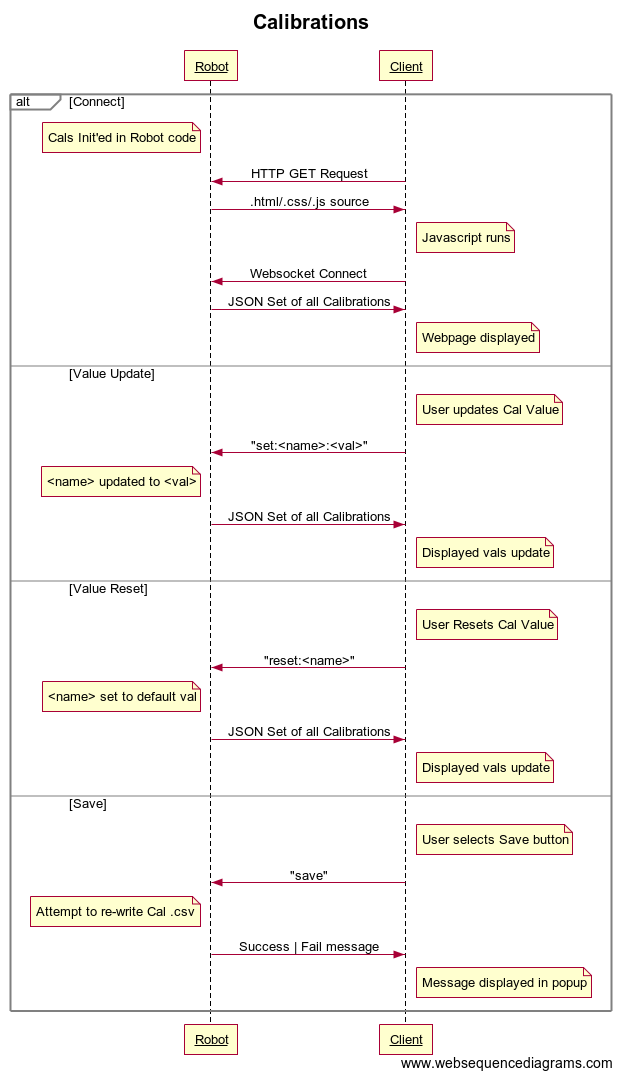 Calibrations
Robot
Client
alt
[Connect]
Cals Init'ed in Robot code
HTTP GET Request
.html/.css/.js source
Javascript runs
Websocket Connect
JSON Set of all Calibrations
Webpage displayed
[Value Update]
User updates Cal Value
"set:<name>:<val>"
<name> updated to <val>
JSON Set of all Calibrations
Displayed vals update
[Value Reset]
User Resets Cal Value
"reset:<name>"
<name> set to default val
JSON Set of all Calibrations
Displayed vals update
[Save]
User selects Save button
"save"
Attempt to re-write Cal .csv
Success | Fail message
Message displayed in popup
Robot
Client
www.websequencediagrams.com